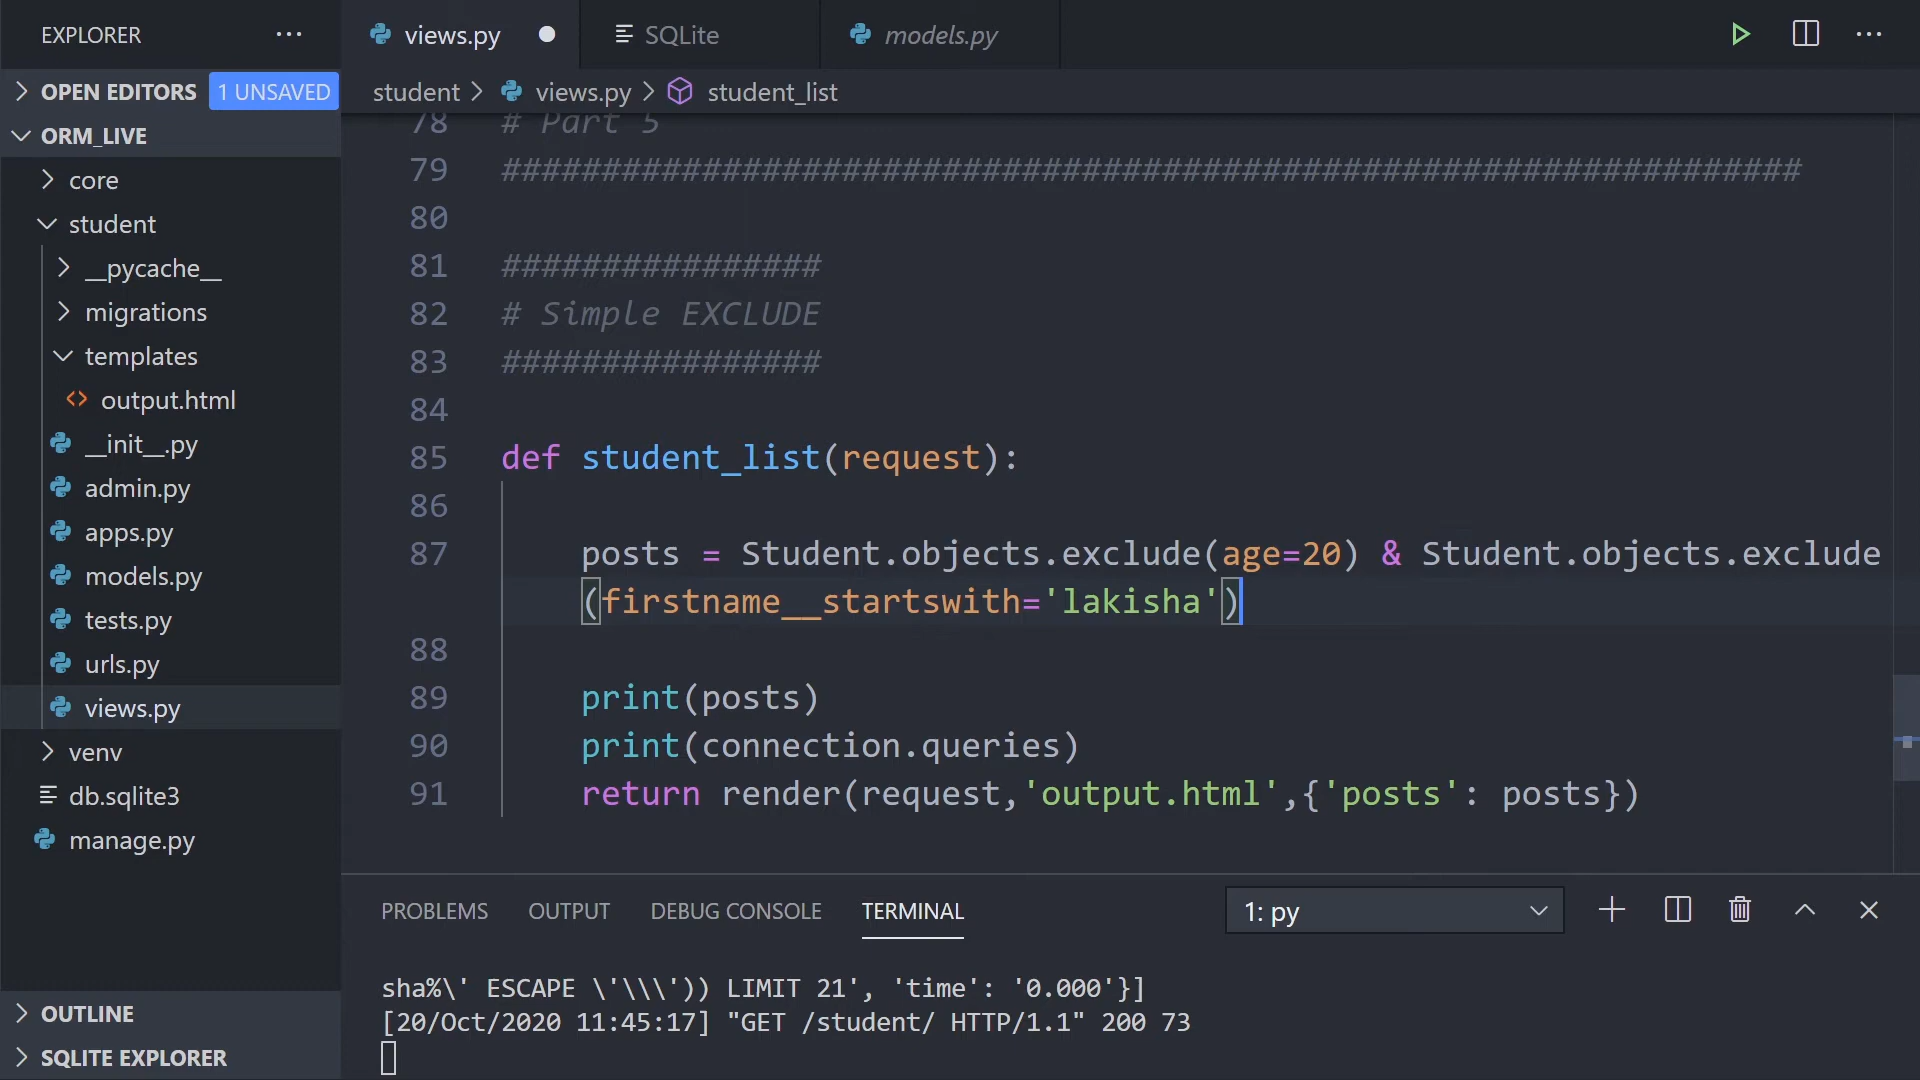 EXPLORER
OPEN EDITORS 1 UNSAVED
ORM_LIVE
core
student
__pycache__
migrations
templates
output.html
__init__.py
admin.py
apps.py
models.py
tests.py
urls.py
views.py
venv
db.sqlite3
manage.py
OUTLINE
SQLITE EXPLORER
views.py
SQLite
models.py
student > views.py > student_list
78 # Part 5
79 #################################################################
80
81 ################
82 # Simple EXCLUDE
83 ################
84
85 def student_list(request):
86
87 posts = Student.objects.exclude(age=20) & Student.objects.exclude
(firstname__startswith='lakisha')
88
89 print(posts)
90 print(connection.queries)
91 return render(request,'output.html',{'posts': posts})
PROBLEMS OUTPUT DEBUG CONSOLE TERMINAL 1: py
sha%\' ESCAPE \'\\\')) LIMIT 21', 'time': '0.000'}]
[20/Oct/2020 11:45:17] "GET /student/ HTTP/1.1" 200 73